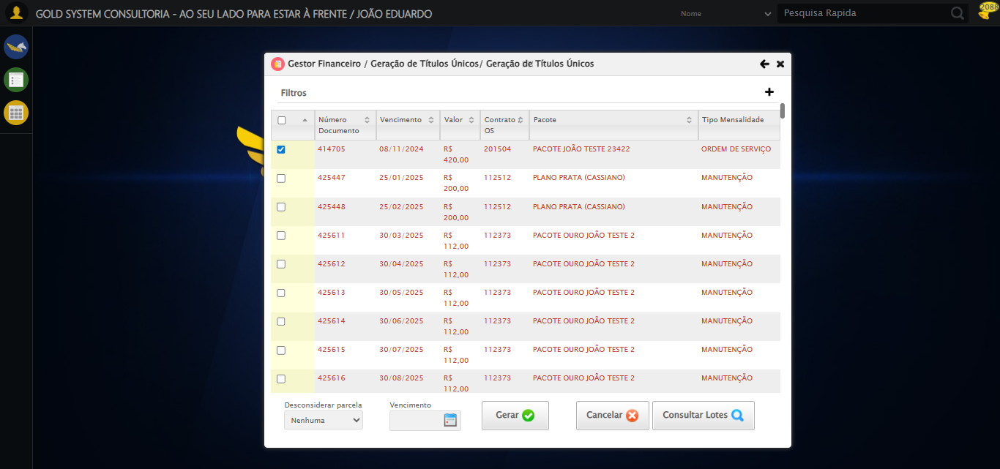 GOLD SYSTEM CONSULTORIA - AO SEU LADO PARA ESTAR À FRENTE / JOÃO EDUARDO
Nome
Pesquisa Rapida
2088
Gestor Financeiro / Geração de Títulos Únicos/ Geração de Títulos Únicos
Filtros
Número Documento Vencimento Valor Contrato OS Pacote Tipo Mensalidade
414705 08/11/2024 R$ 420,00 201504 PACOTE JOÃO TESTE 23422 ORDEM DE SERVIÇO
425447 25/01/2025 R$ 200,00 112512 PLANO PRATA (CASSIANO) MANUTENÇÃO
425448 25/02/2025 R$ 200,00 112512 PLANO PRATA (CASSIANO) MANUTENÇÃO
425611 30/03/2025 R$ 112,00 112373 PACOTE OURO JOÃO TESTE 2 MANUTENÇÃO
425612 30/04/2025 R$ 112,00 112373 PACOTE OURO JOÃO TESTE 2 MANUTENÇÃO
425613 30/05/2025 R$ 112,00 112373 PACOTE OURO JOÃO TESTE 2 MANUTENÇÃO
425614 30/06/2025 R$ 112,00 112373 PACOTE OURO JOÃO TESTE 2 MANUTENÇÃO
425615 30/07/2025 R$ 112,00 112373 PACOTE OURO JOÃO TESTE 2 MANUTENÇÃO
425616 30/08/2025 R$ 112,00 112373 PACOTE OURO JOÃO TESTE 2 MANUTENÇÃO
Desconsiderar parcela
Nenhuma
Vencimento
Gerar
Cancelar
Consultar Lotes